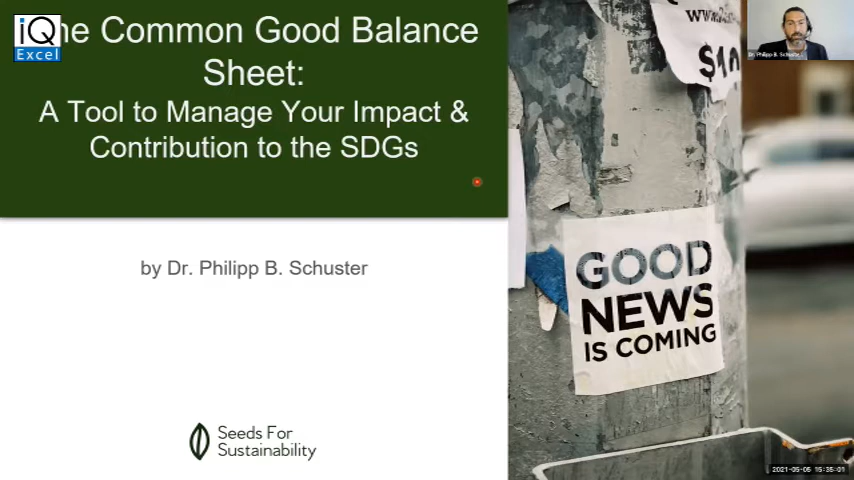 iQ
Excel
he Common Good Balance
Sheet:
A Tool to Manage Your Impact &
Contribution to the SDGs
by Dr. Philipp B. Schuster
Seeds For
Sustainability
www.
$10
GOOD
NEWS
IS COMING
Dr. Philipp B. Schuster
2021-05-05 15:35:01